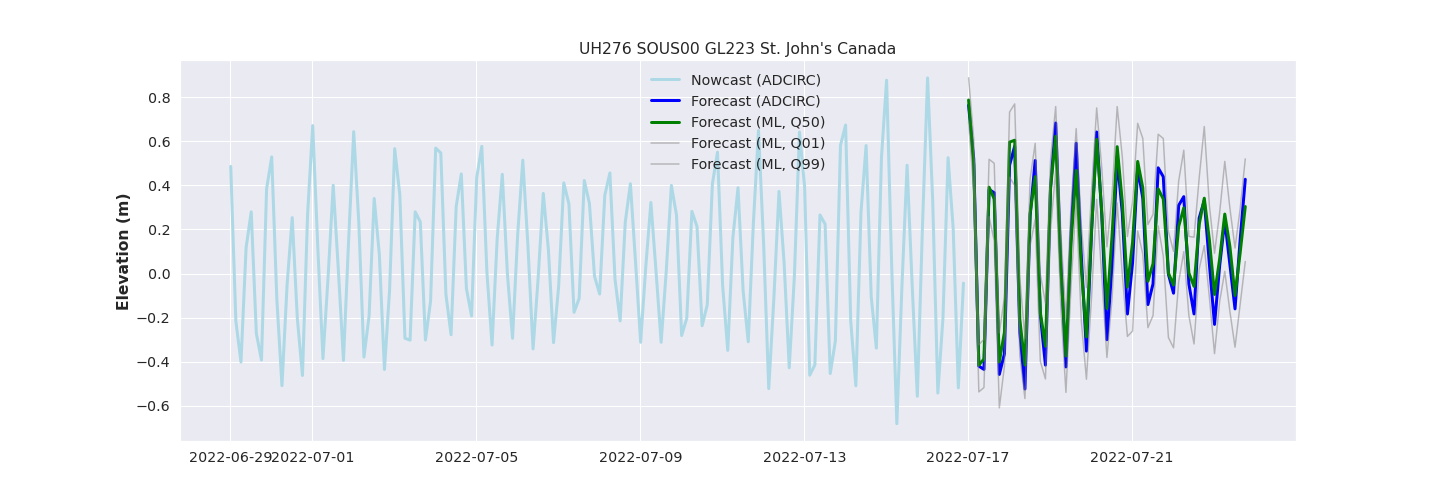 UH276 SOUS00 GL223 St. John's Canada
Nowcast (ADCIRC)
Forecast (ADCIRC)
Forecast (ML, Q50)
Forecast (ML, Q01)
Forecast (ML, Q99)
Elevation (m)
0.8
0.6
0.4
0.2
0.0
−0.2
−0.4
−0.6
2022-06-29 2022-07-01 2022-07-05 2022-07-09 2022-07-13 2022-07-17 2022-07-21